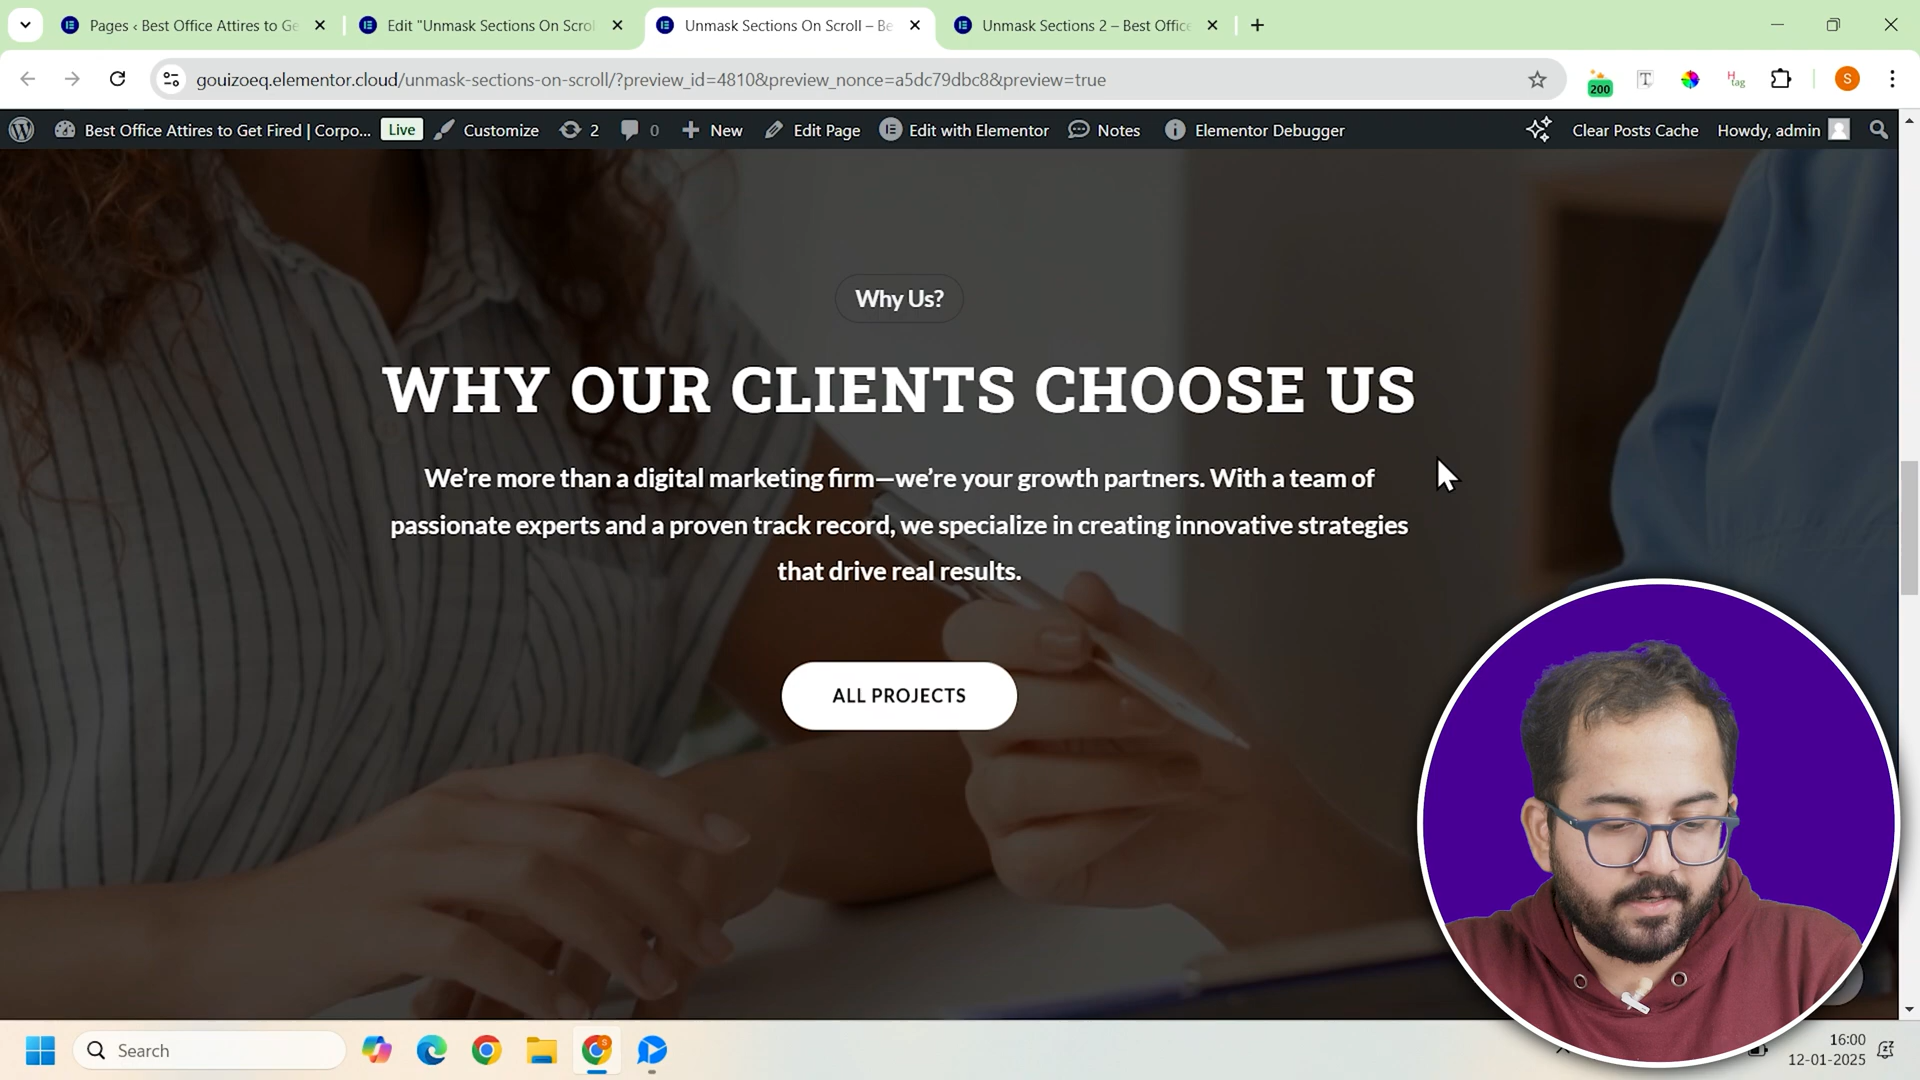 Pages ‹ Best Office Attires to Ge
Edit "Unmask Sections On Scrol
Unmask Sections On Scroll – Be
Unmask Sections 2 – Best Office
gouizoeq.elementor.cloud/unmask-sections-on-scroll/?preview_id=4810&preview_nonce=a5dc79dbc8&preview=true
200
T
H
tag
S
Best Office Attires to Get Fired | Corpo...
Live
Customize
2
0
New
Edit Page
Edit with Elementor
Notes
Elementor Debugger
Clear Posts Cache
Howdy, admin
Why Us?
WHY OUR CLIENTS CHOOSE US
We’re more than a digital marketing firm—we’re your growth partners. With a team of
passionate experts and a proven track record, we specialize in creating innovative strategies
that drive real results.
ALL PROJECTS
Search
16:00
12-01-2025